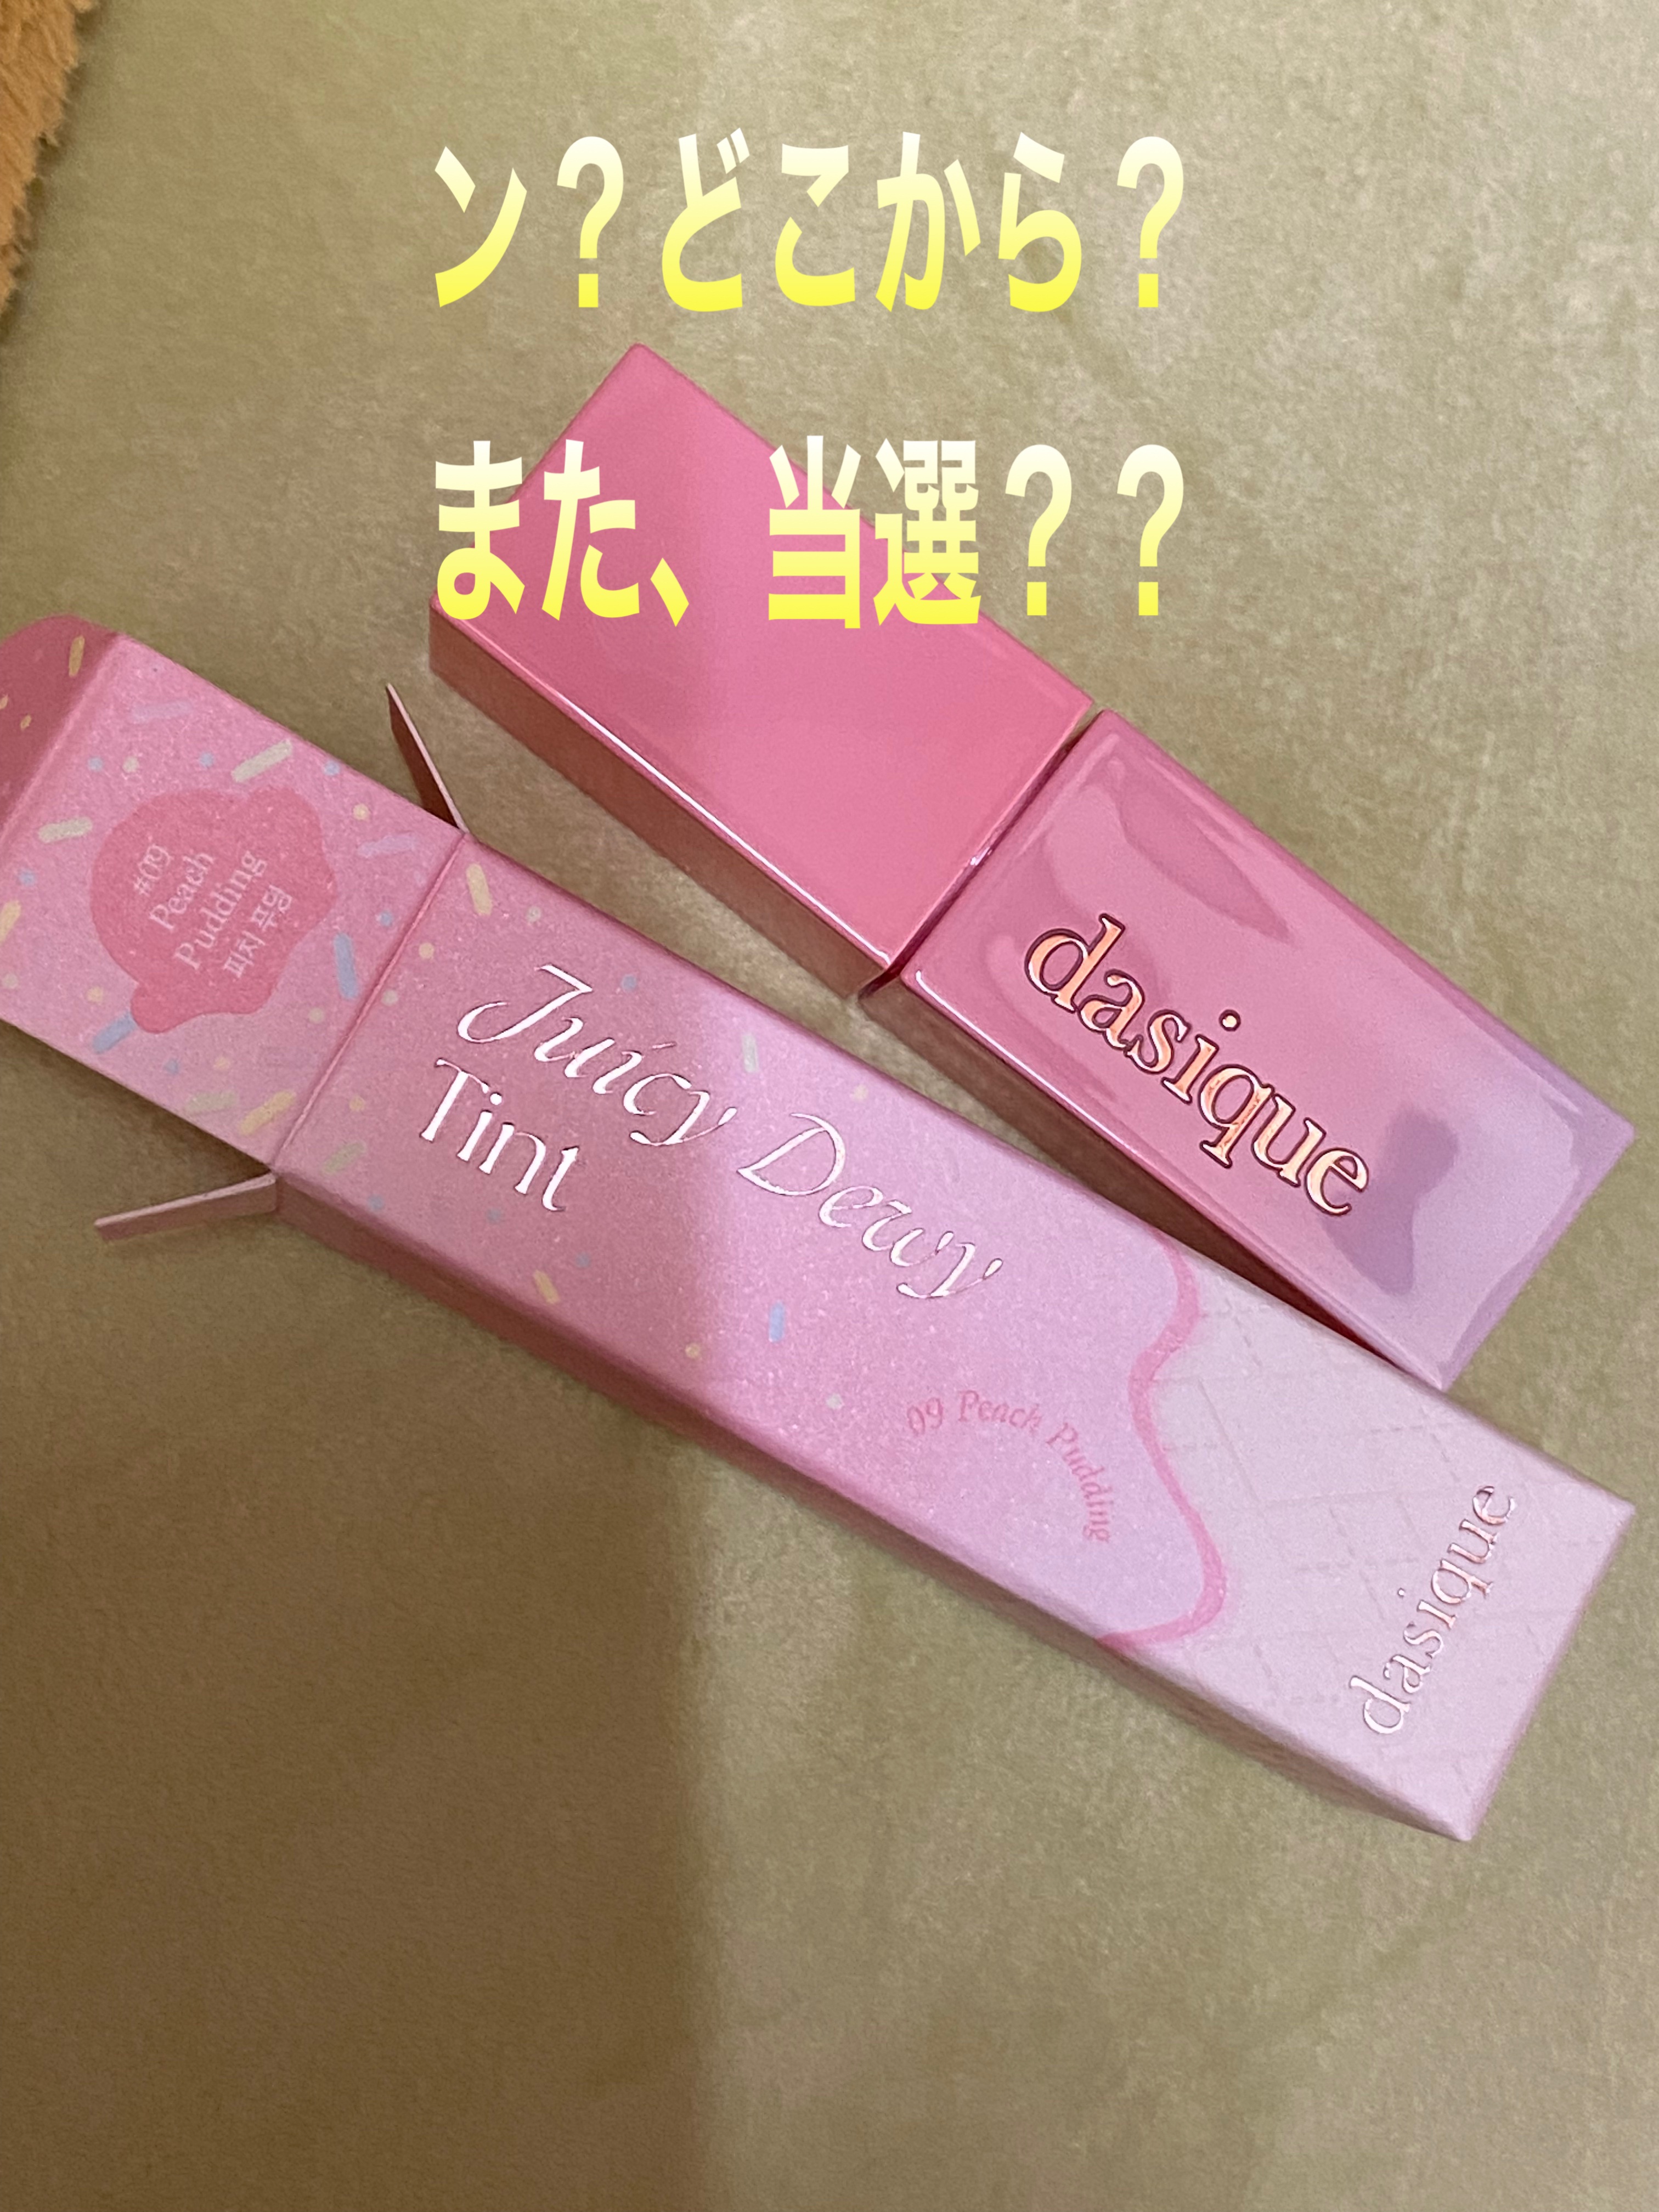 ン？どこから？
また、当選？？
dasique
#09
Peach
Pudding
피치 푸딩
Juicy Dewy
Tint
09 Peach Pudding
dasique